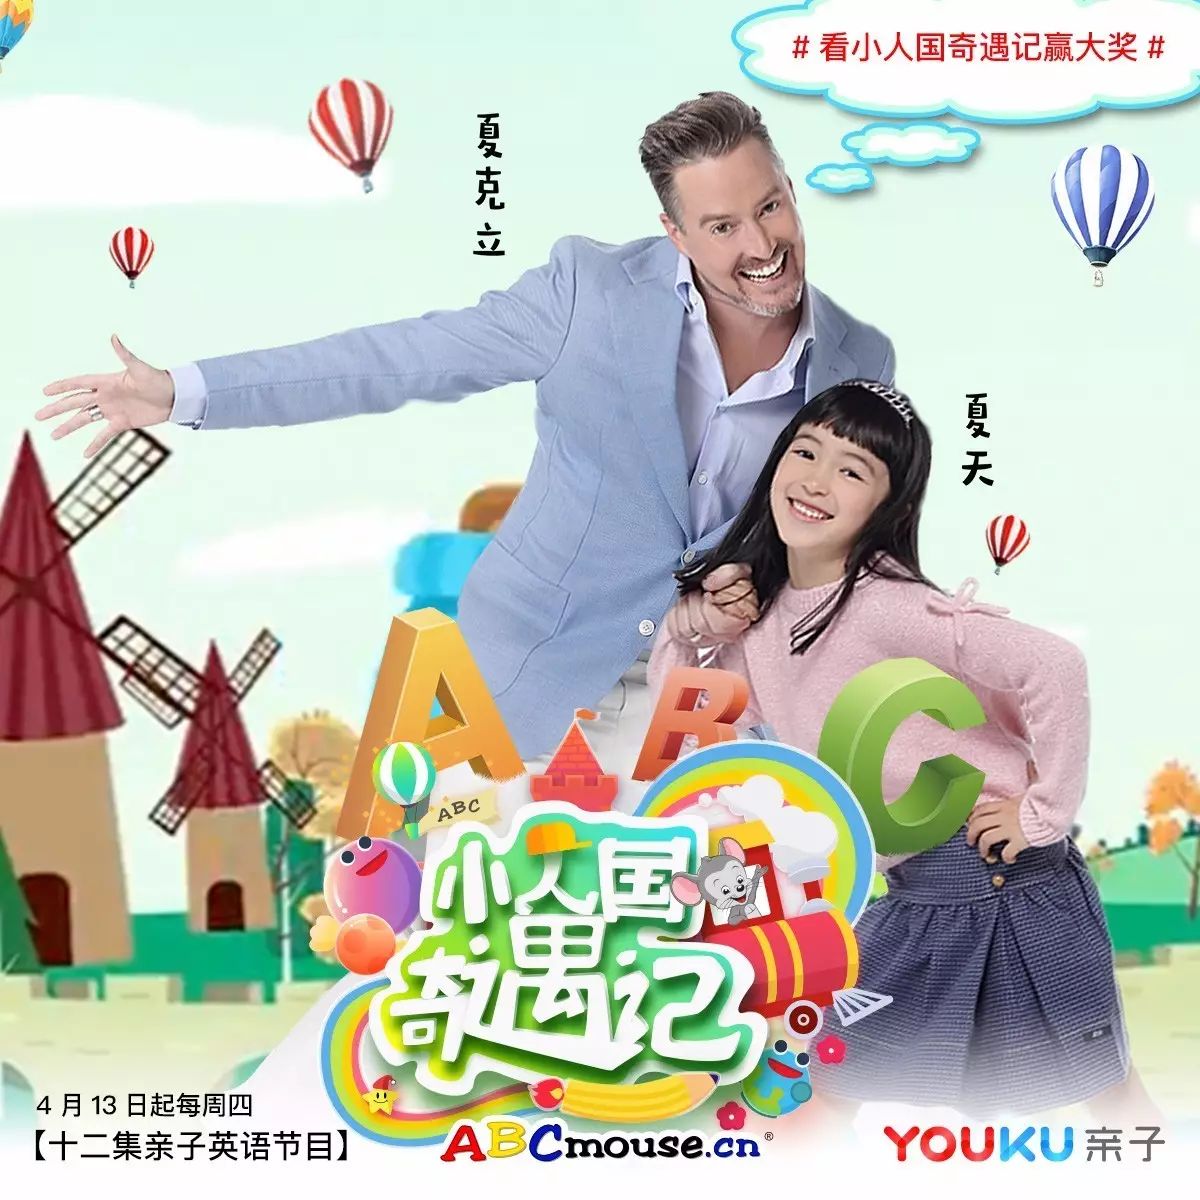 # 看小人国奇遇记赢大奖 #
夏克立
夏天
A B C
ABC
小人国
奇遇记
4月13日起每周四
【十二集亲子英语节目】
ABCmouse.cn®
YOUKU 亲子